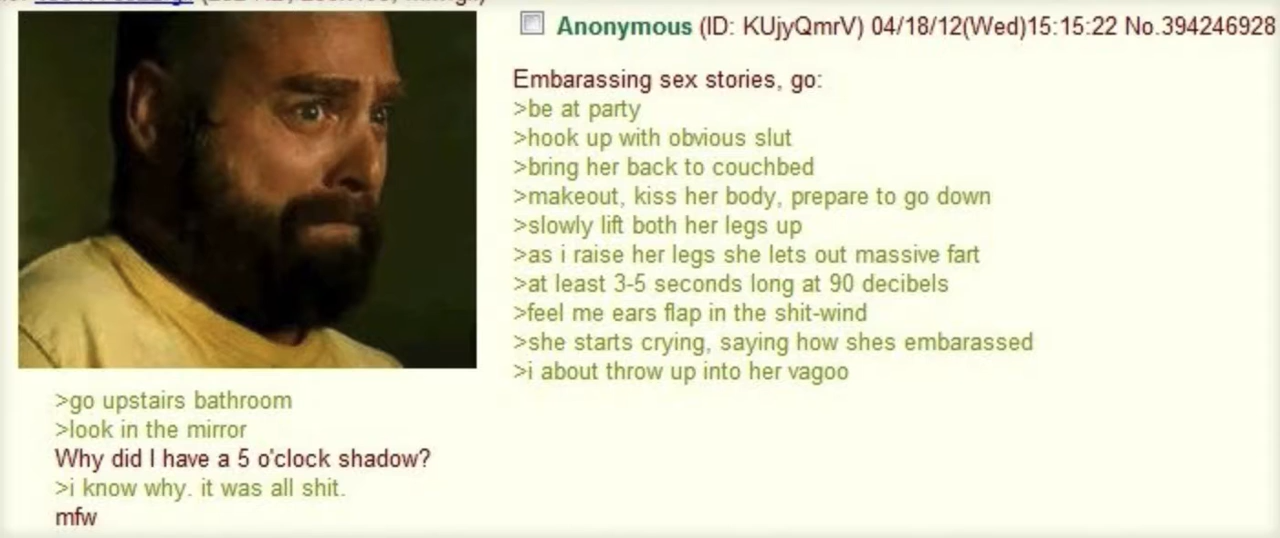 Anonymous (ID: KUjyQmrV) 04/18/12(Wed)15:15:22 No.394246928
Embarassing sex stories, go:
>be at party
>hook up with obvious slut
>bring her back to couchbed
>makeout, kiss her body, prepare to go down
>slowly lift both her legs up
>as i raise her legs she lets out massive fart
>at least 3-5 seconds long at 90 decibels
>feel me ears flap in the shit-wind
>she starts crying, saying how shes embarassed
>i about throw up into her vagoo
>go upstairs bathroom
>look in the mirror
Why did I have a 5 o'clock shadow?
>i know why. it was all shit.
mfw